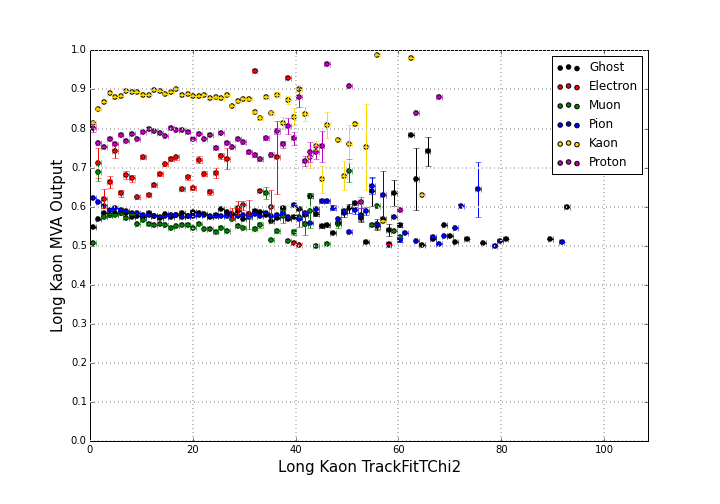 1.0
0.9
0.8
0.7
0.6
0.5
0.4
0.3
0.2
0.1
0.0
Long Kaon MVA Output
Ghost
Electron
Muon
Pion
Kaon
Proton
0 20 40 60 80 100
Long Kaon TrackFitTChi2